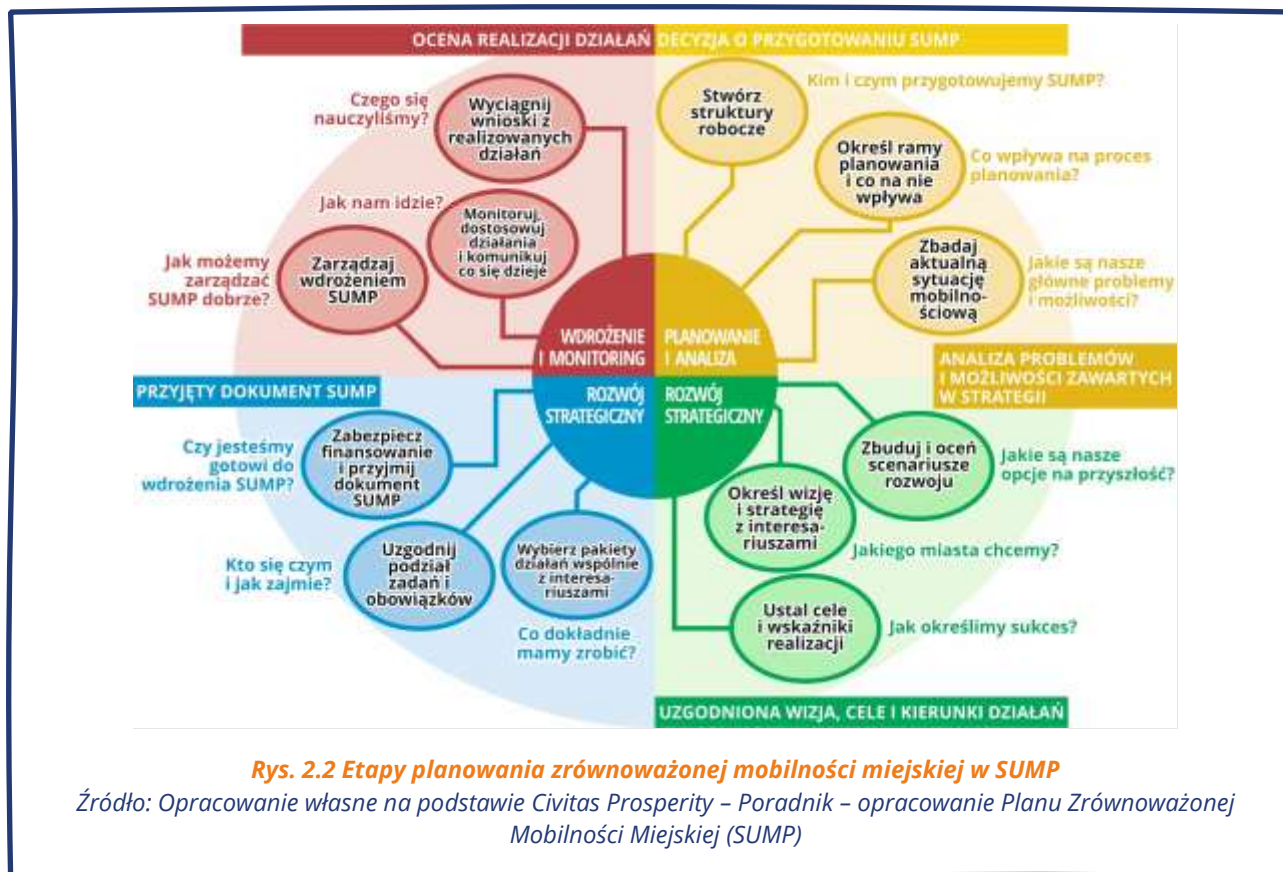 OCENA REALIZACJI DZIAŁAŃ
DECYZJA O PRZYGOTOWANIU SUMP
Stwórz
struktury
robocze
Kim i czym przygotowujemy SUMP?
Określ ramy
planowania
i co na nie
wpływa
Co wpływa na proces
planowania?
Zbadaj
aktualną
sytuację
mobilno-
ściową
Jakie są nasze
główne problemy
i możliwości?
PLANOWANIE
I ANALIZA
ANALIZA PROBLEMÓW
I MOŻLIWOŚCI ZAWARTYCH
W STRATEGII
ROZWÓJ
STRATEGICZNY
Zbuduj i oceń
scenariusze
rozwoju
Jakie są nasze
opcje na przyszłość?
Określ wizję
i strategię
z interesa-
riuszami
Jakiego miasta chcemy?
Ustal cele
i wskaźniki
realizacji
Jak określimy sukces?
UZGODNIONA WIZJA, CELE I KIERUNKI DZIAŁAŃ
ROZWÓJ
STRATEGICZNY
Wybierz pakiety
działań wspólnie
z interesa-
riuszami
Co dokładnie
mamy zrobić?
Uzgodnij
podział
zadań i
obowiązków
Kto się czym
i jak zajmie?
Zabezpiecz
finansowanie
i przyjmij
dokument
SUMP
Czy jesteśmy
gotowi do
wdrożenia SUMP?
PRZYJĘTY DOKUMENT SUMP
WDROŻENIE
I MONITORING
Zarządzaj
wdrożeniem
SUMP
Jak możemy
zarządzać
SUMP dobrze?
Monitoruj,
dostosowuj
działania
i komunikuj
co się dzieje
Jak nam idzie?
Wyciągnij
wnioski z
realizowanych
działań
Czego się
nauczyliśmy?
Rys. 2.2 Etapy planowania zrównoważonej mobilności miejskiej w SUMP
Źródło: Opracowanie własne na podstawie Civitas Prosperity – Poradnik – opracowanie Planu Zrównoważonej
Mobilności Miejskiej (SUMP)